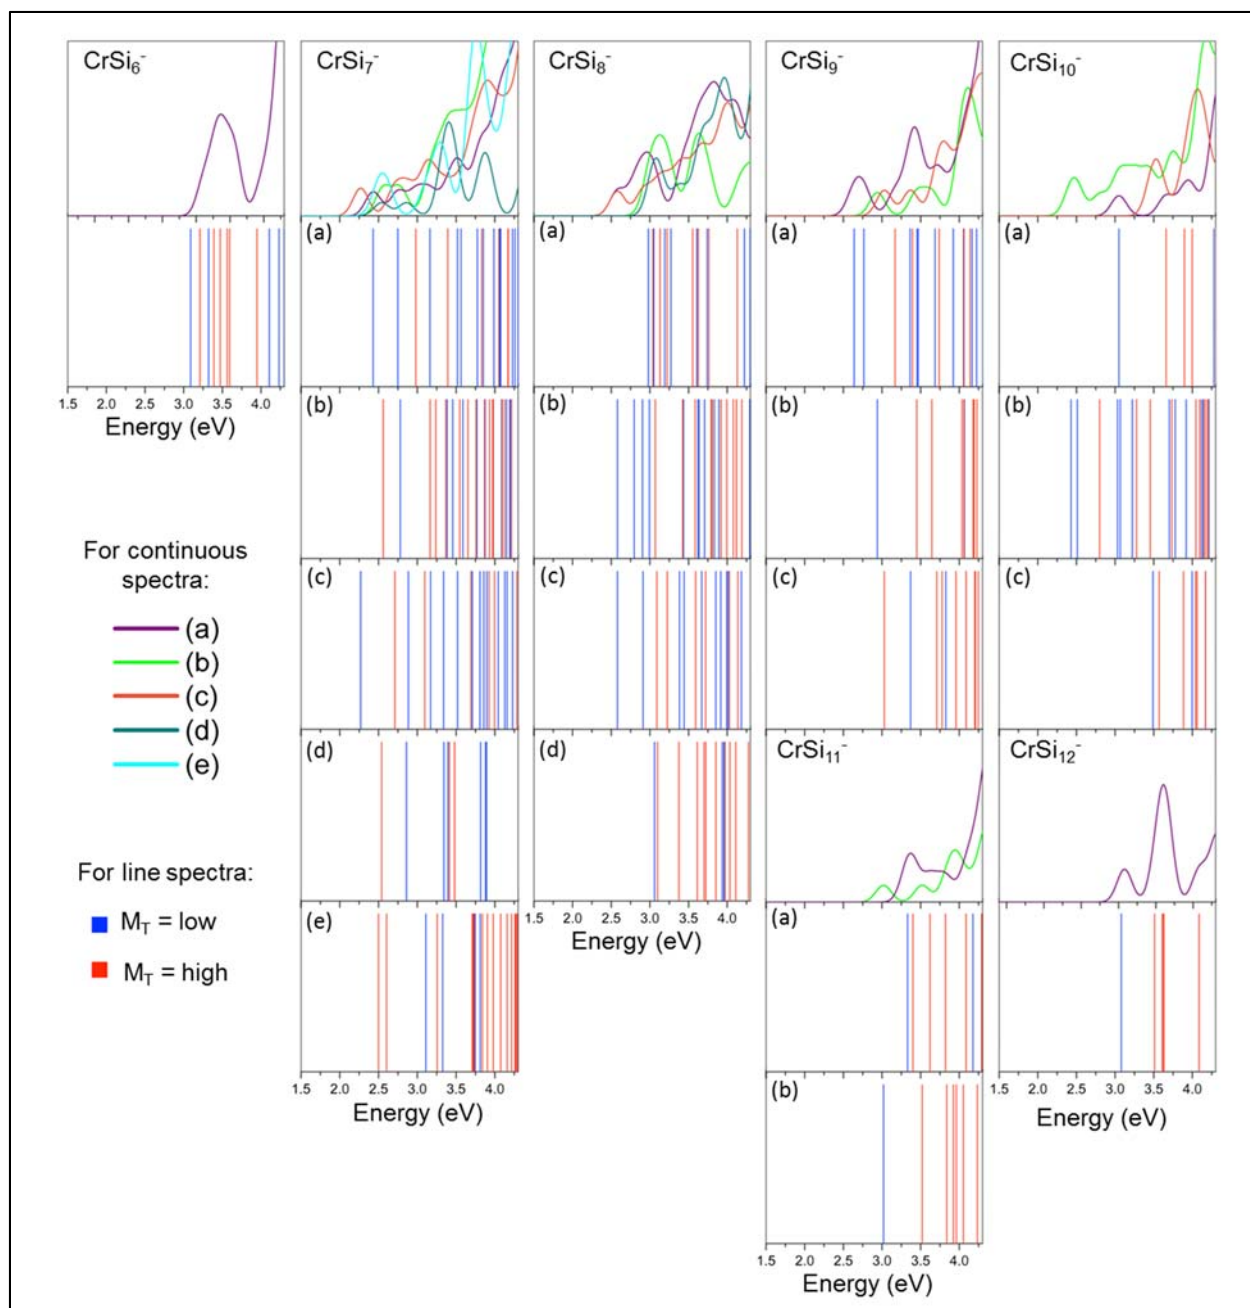 CrSi6-
CrSi7-
CrSi8-
CrSi9-
CrSi10-
(a)
(a)
(a)
(a)
1.5 2.0 2.5 3.0 3.5 4.0
Energy (eV)
(b)
(b)
(b)
(b)
For continuous
spectra:
(a)
(b)
(c)
(d)
(e)
(c)
(c)
(c)
(c)
(d)
(d)
CrSi11-
CrSi12-
For line spectra:
MT = low
MT = high
(e)
1.5 2.0 2.5 3.0 3.5 4.0
Energy (eV)
(a)
1.5 2.0 2.5 3.0 3.5 4.0
Energy (eV)
(b)
1.5 2.0 2.5 3.0 3.5 4.0
Energy (eV)
1.5 2.0 2.5 3.0 3.5 4.0
Energy (eV)